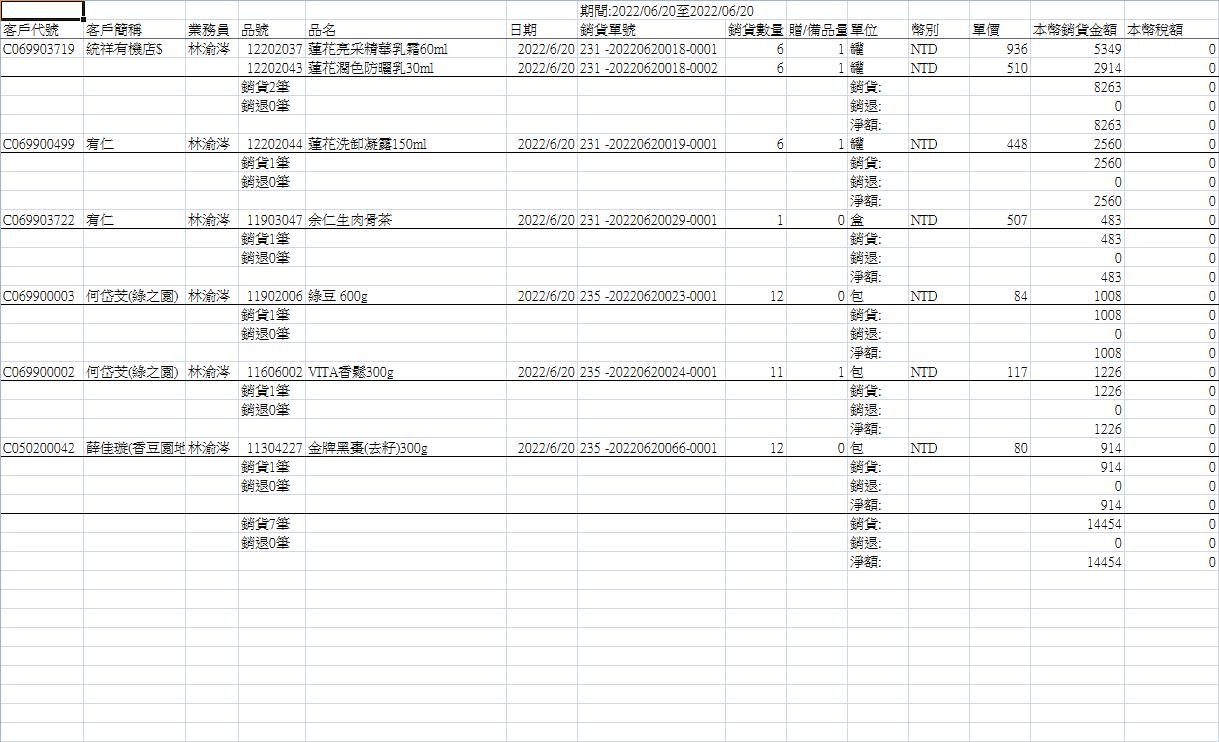 期間:2022/06/20至2022/06/20
客戶代號 客戶簡稱 業務員 品號 品名 日期 銷貨單號 銷貨數量 贈/備品量 單位 幣別 單價 本幣銷貨金額 本幣稅額
C069903719 統祥有機店$ 林渝涔 12202037 蓮花亮采精華乳霜60ml 2022/6/20 231 -20220620018-0001 6 1 罐 NTD 936 5349 0
12202043 蓮花潤色防曬乳30ml 2022/6/20 231 -20220620018-0002 6 1 罐 NTD 510 2914 0
銷貨2筆 銷貨: 8263 0
銷退0筆 銷退: 0 0
淨額: 8263 0
C069900499 宥仁 林渝涔 12202044 蓮花洗卸凝露150ml 2022/6/20 231 -20220620019-0001 6 1 罐 NTD 448 2560 0
銷貨1筆 銷貨: 2560 0
銷退0筆 銷退: 0 0
淨額: 2560 0
C069903722 宥仁 林渝涔 11903047 余仁生肉骨茶 2022/6/20 231 -20220620029-0001 1 0 盒 NTD 507 483 0
銷貨1筆 銷貨: 483 0
銷退0筆 銷退: 0 0
淨額: 483 0
C069900003 何岱芠(綠之園) 林渝涔 11902006 綠豆 600g 2022/6/20 235 -20220620023-0001 12 0 包 NTD 84 1008 0
銷貨1筆 銷貨: 1008 0
銷退0筆 銷退: 0 0
淨額: 1008 0
C069900002 何岱芠(綠之園) 林渝涔 11606002 VITA香鬆300g 2022/6/20 235 -20220620024-0001 11 1 包 NTD 117 1226 0
銷貨1筆 銷貨: 1226 0
銷退0筆 銷退: 0 0
淨額: 1226 0
C050200042 薛佳璇(香豆園地 林渝涔 11304227 金牌黑棗(去籽)300g 2022/6/20 235 -20220620066-0001 12 0 包 NTD 80 914 0
銷貨1筆 銷貨: 914 0
銷退0筆 銷退: 0 0
淨額: 914 0
銷貨7筆 銷貨: 14454 0
銷退0筆 銷退: 0 0
淨額: 14454 0